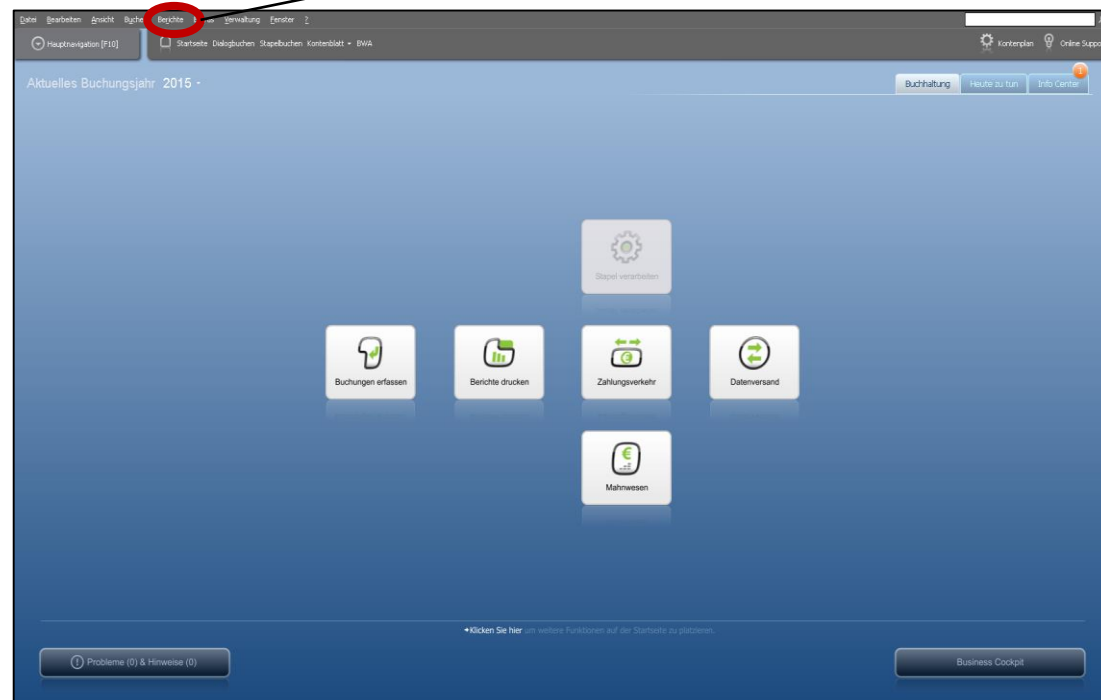 Datei Bearbeiten Ansicht Buchen Berichte Verwaltung Fenster ?
Hauptnavigation [F10] Startseite Dialogbuchen Stapelbuchen Kontenblatt BWA Kontenplan Online Suppo
Aktuelles Buchungsjahr 2015
Buchhaltung Heute zu tun Info Center 1
Stapel verarbeiten
Buchungen erfassen Berichte drucken Zahlungsverkehr Datenversand
Mahnwesen
Klicken Sie hier um weitere Funktionen auf der Startseite zu platzieren.
Probleme (0) & Hinweise (0) Business Cockpit